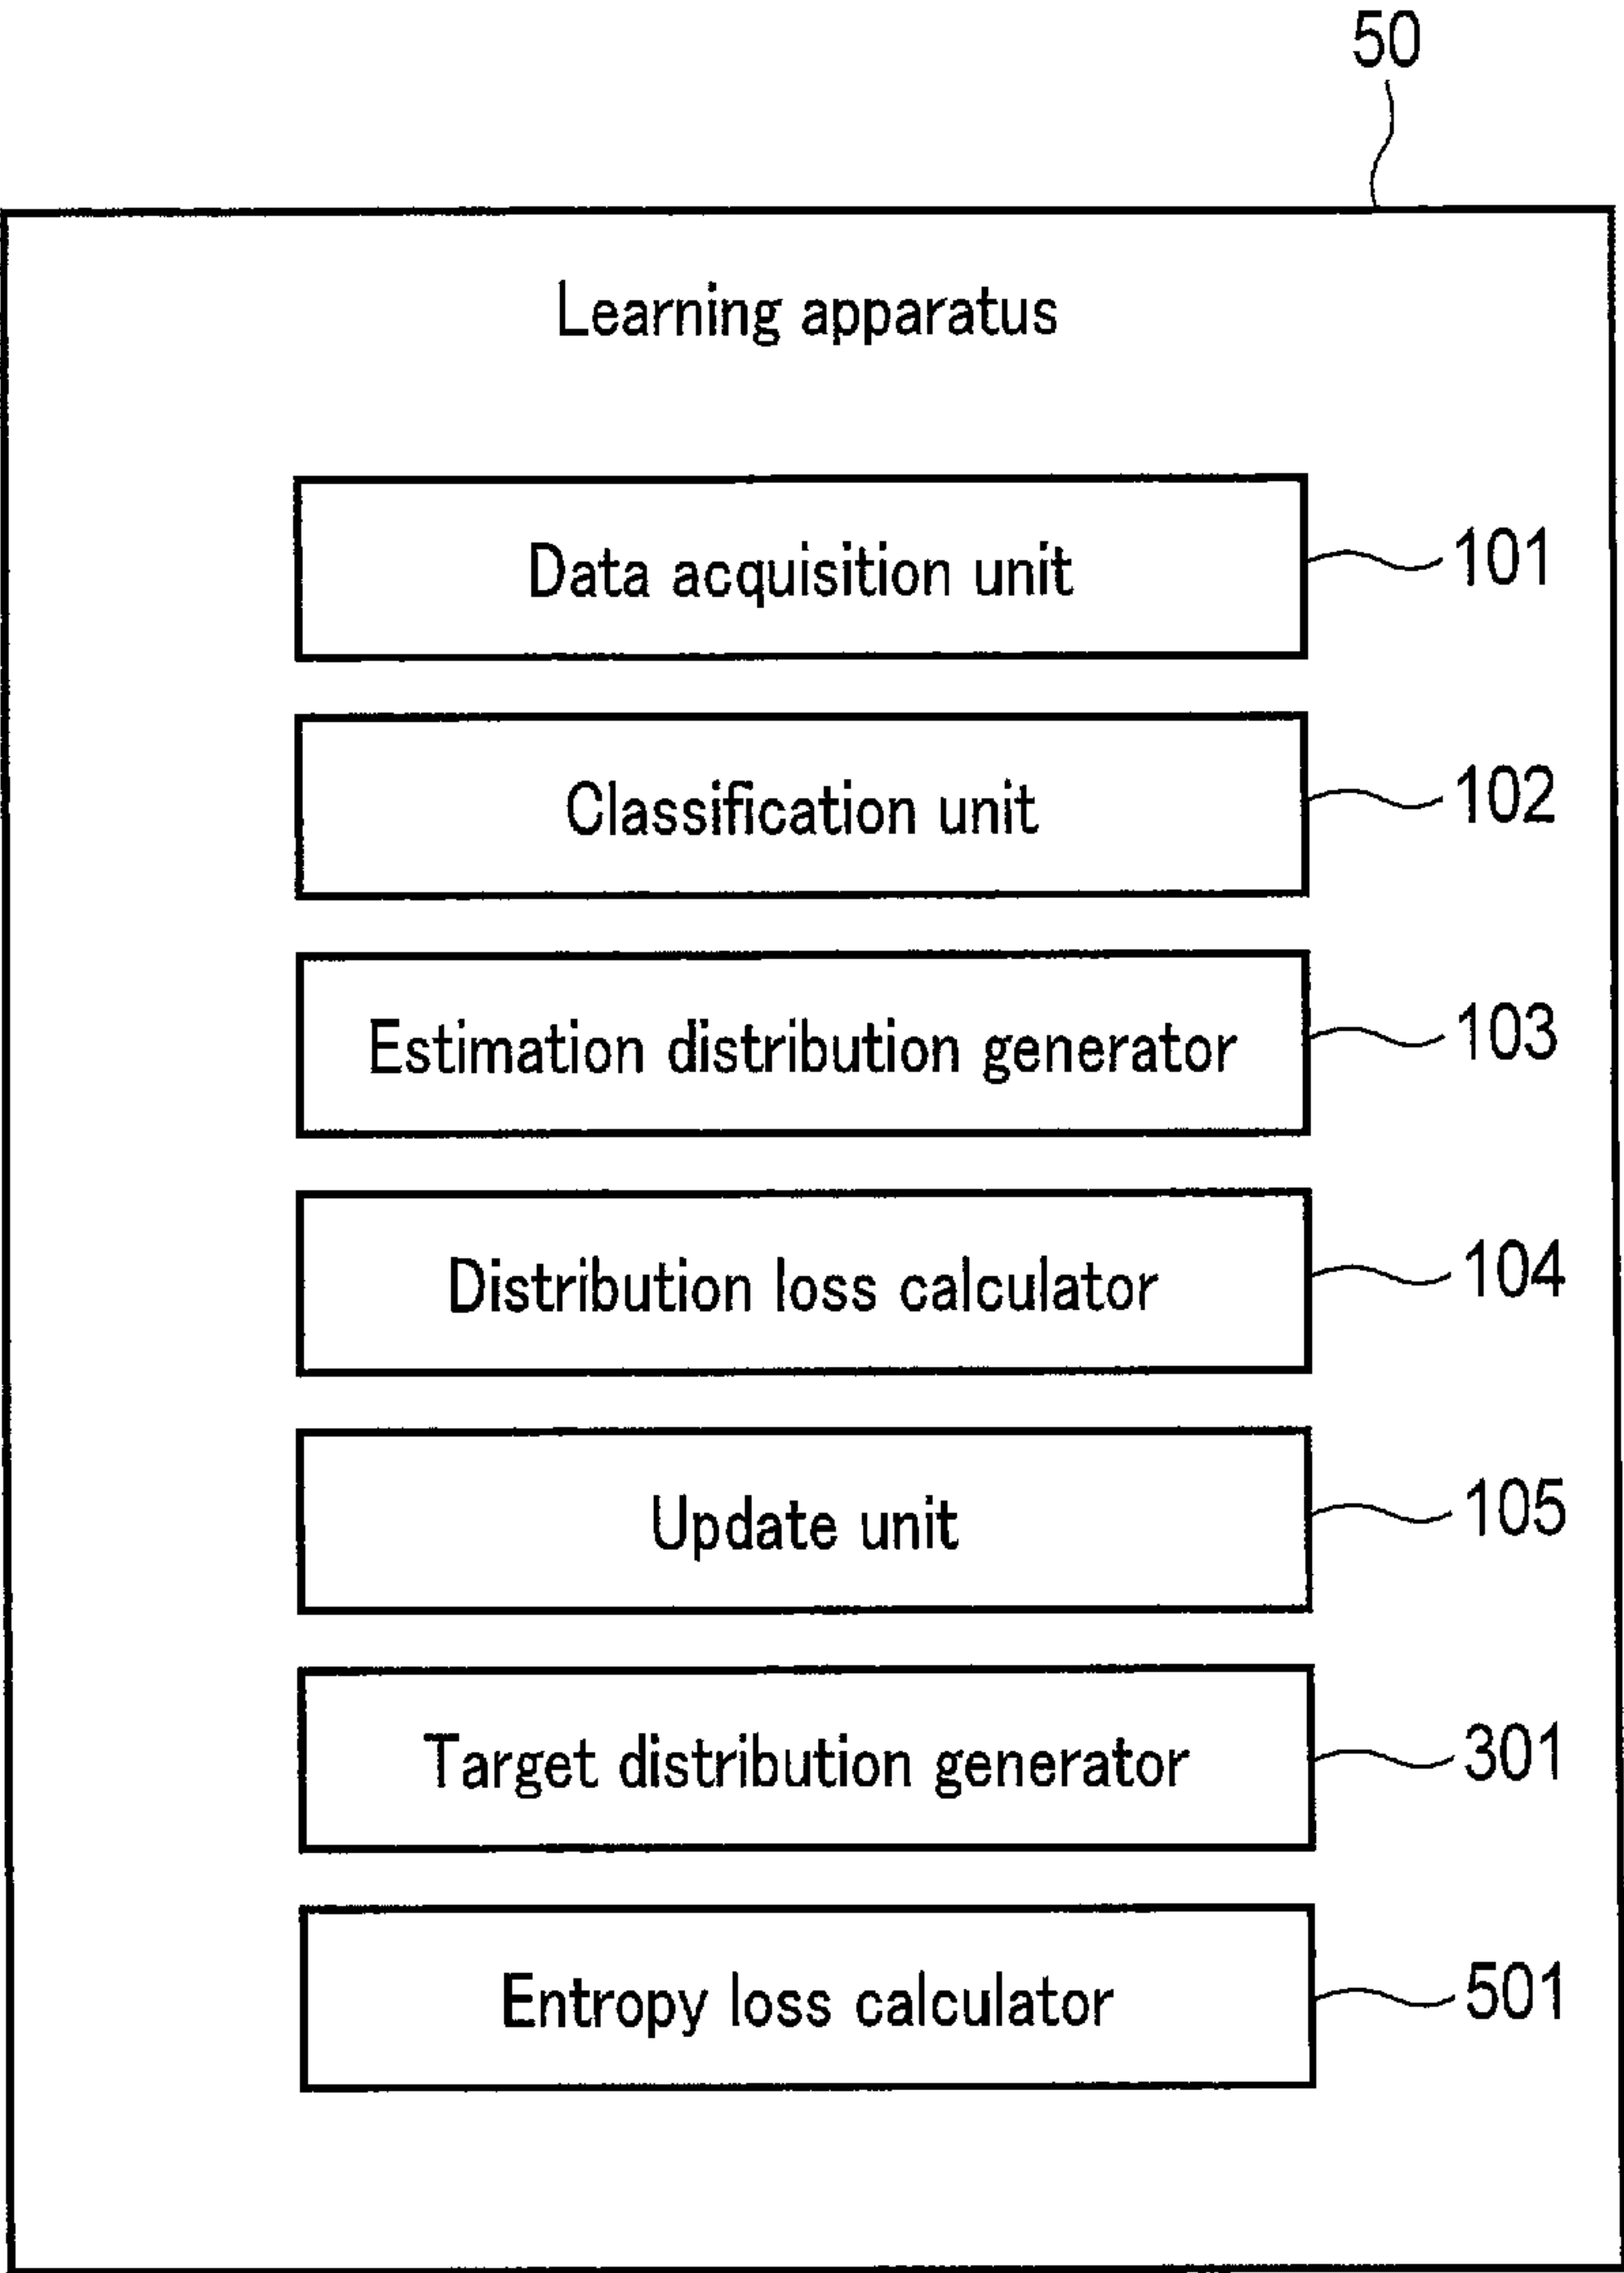 50
Learning apparatus
Data acquisition unit 101
Classification unit 102
Estimation distribution generator 103
Distribution loss calculator 104
Update unit 105
Target distribution generator 301
Entropy loss calculator 501